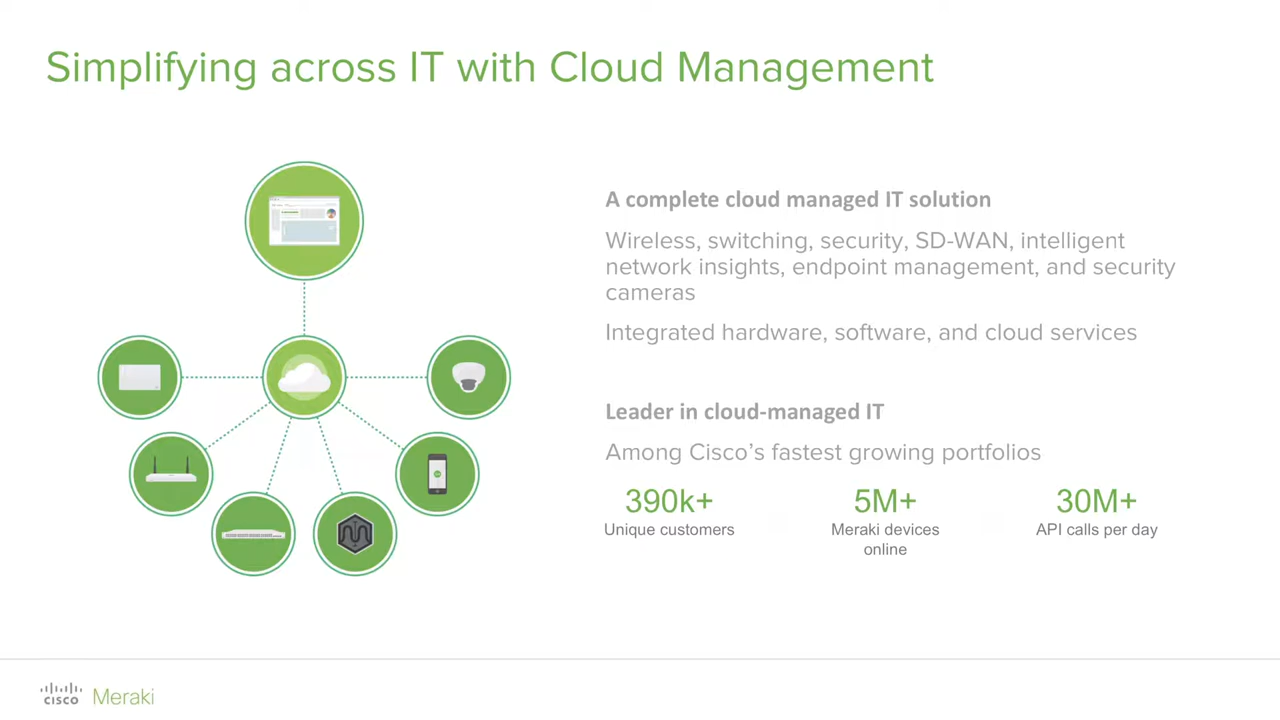 Simplifying across IT with Cloud Management
A complete cloud managed IT solution
Wireless, switching, security, SD-WAN, intelligent
network insights, endpoint management, and security
cameras
Integrated hardware, software, and cloud services
Leader in cloud-managed IT
Among Cisco’s fastest growing portfolios
390k+
Unique customers
5M+
Meraki devices
online
30M+
API calls per day
CISCO Meraki